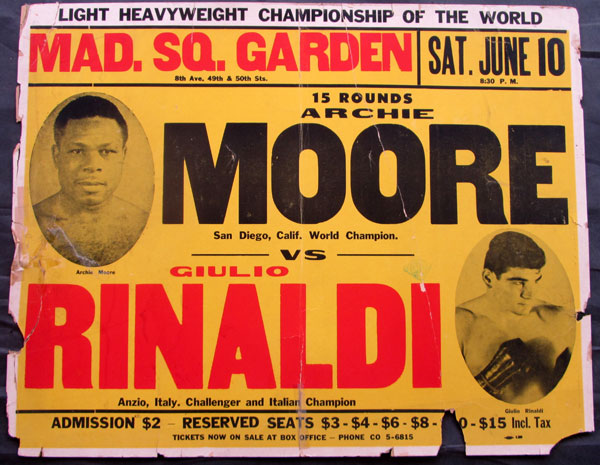 LIGHT HEAVYWEIGHT CHAMPIONSHIP OF THE WORLD
MAD. SQ. GARDEN
8th Ave. 49th & 50th Sts.
SAT. JUNE 10
8:30 P. M.
15 ROUNDS
ARCHIE
MOORE
San Diego, Calif. World Champion.
Archie Moore
VS
GIULIO
RINALDI
Anzio, Italy. Challenger and Italian Champion
Giulio Rinaldi
ADMISSION $2 - RESERVED SEATS $3 - $4 - $6 - $8 - 0 - $15 Incl. Tax
TICKETS NOW ON SALE AT BOX OFFICE - PHONE CO 5-6815